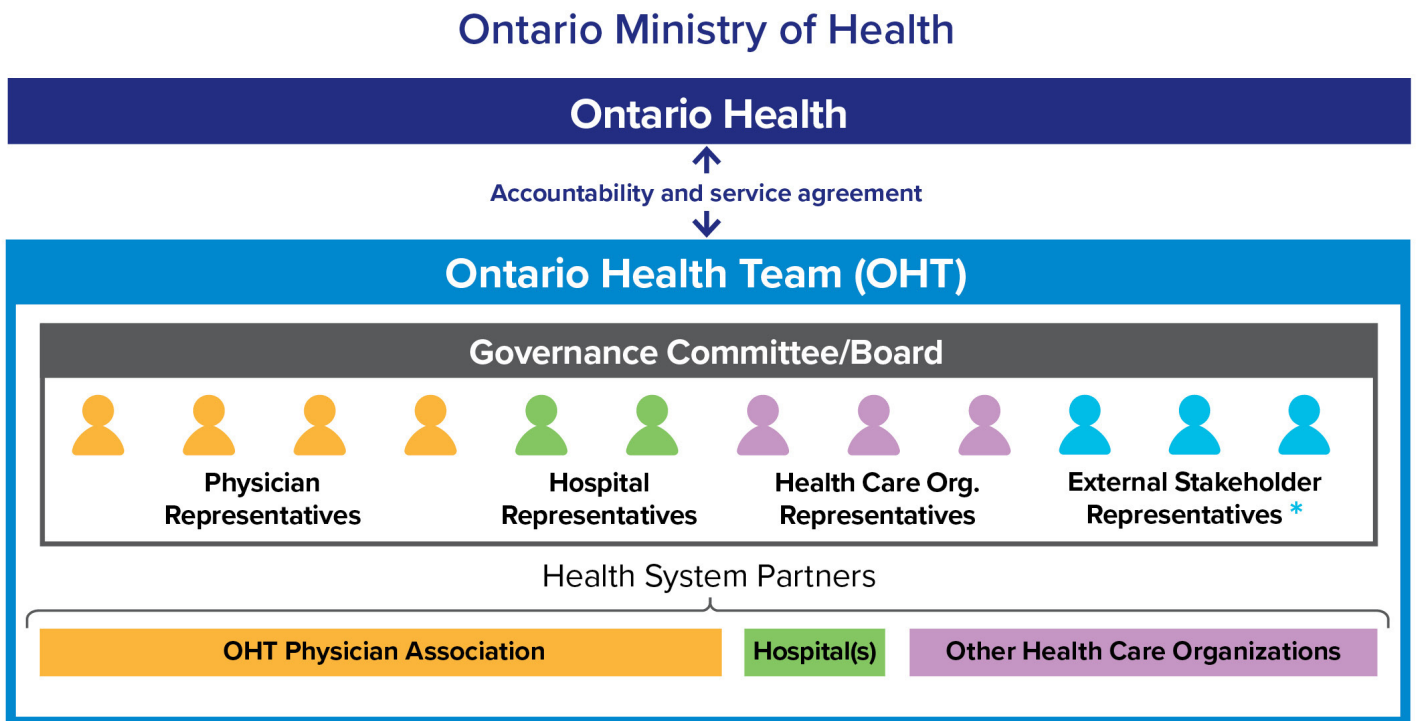 Ontario Ministry of Health
Ontario Health
Accountability and service agreement
Ontario Health Team (OHT)
Governance Committee/Board
Physician
Representatives
Hospital
Representatives
Health Care Org.
Representatives
External Stakeholder
Representatives *
Health System Partners
OHT Physician Association
Hospital(s)
Other Health Care Organizations